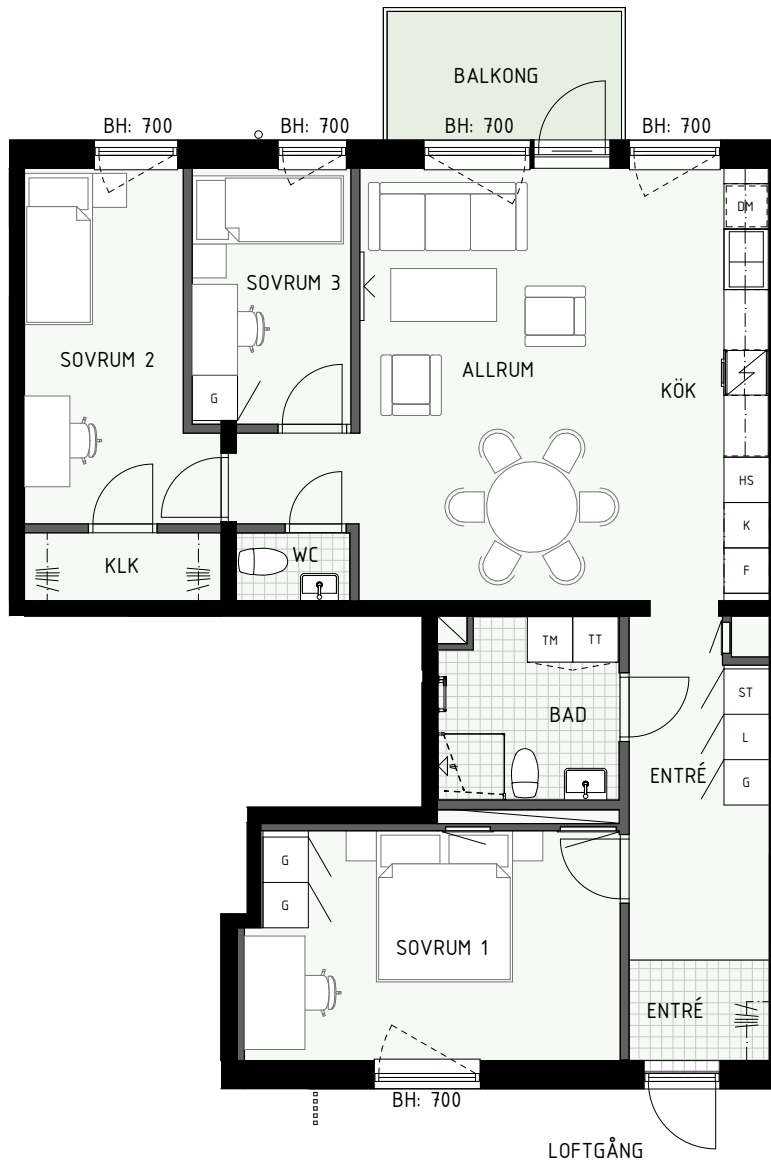 BALKONG
BH: 700
BH: 700
BH: 700
BH: 700
DM
SOVRUM 3
SOVRUM 2
ALLRUM
KÖK
G
HS
K
F
WC
KLK
TM
TT
ST
BAD
L
ENTRÉ
G
G
G
SOVRUM 1
ENTRÉ
BH: 700
LOFTGÅNG